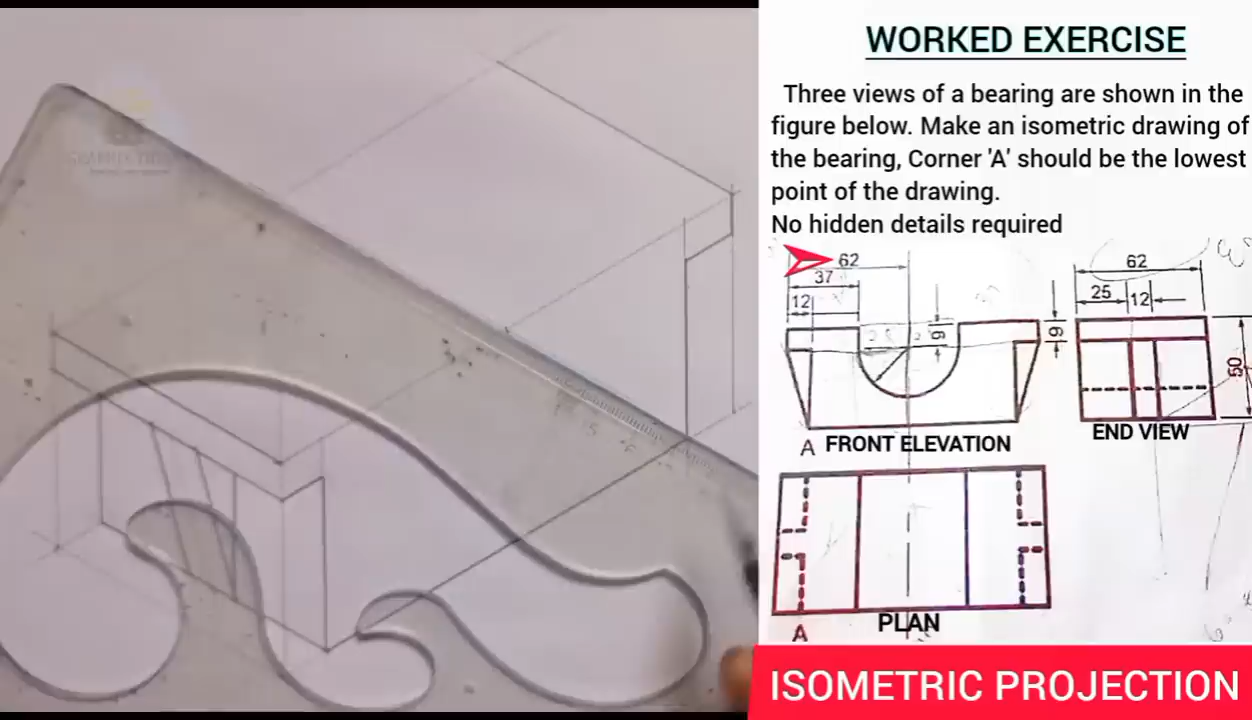 WORKED EXERCISE
Three views of a bearing are shown in the
figure below. Make an isometric drawing of
the bearing, Corner 'A' should be the lowest
point of the drawing.
No hidden details required
62
37
12
9
9
62
25 12
50
A FRONT ELEVATION
END VIEW
PLAN
A
ISOMETRIC PROJECTION